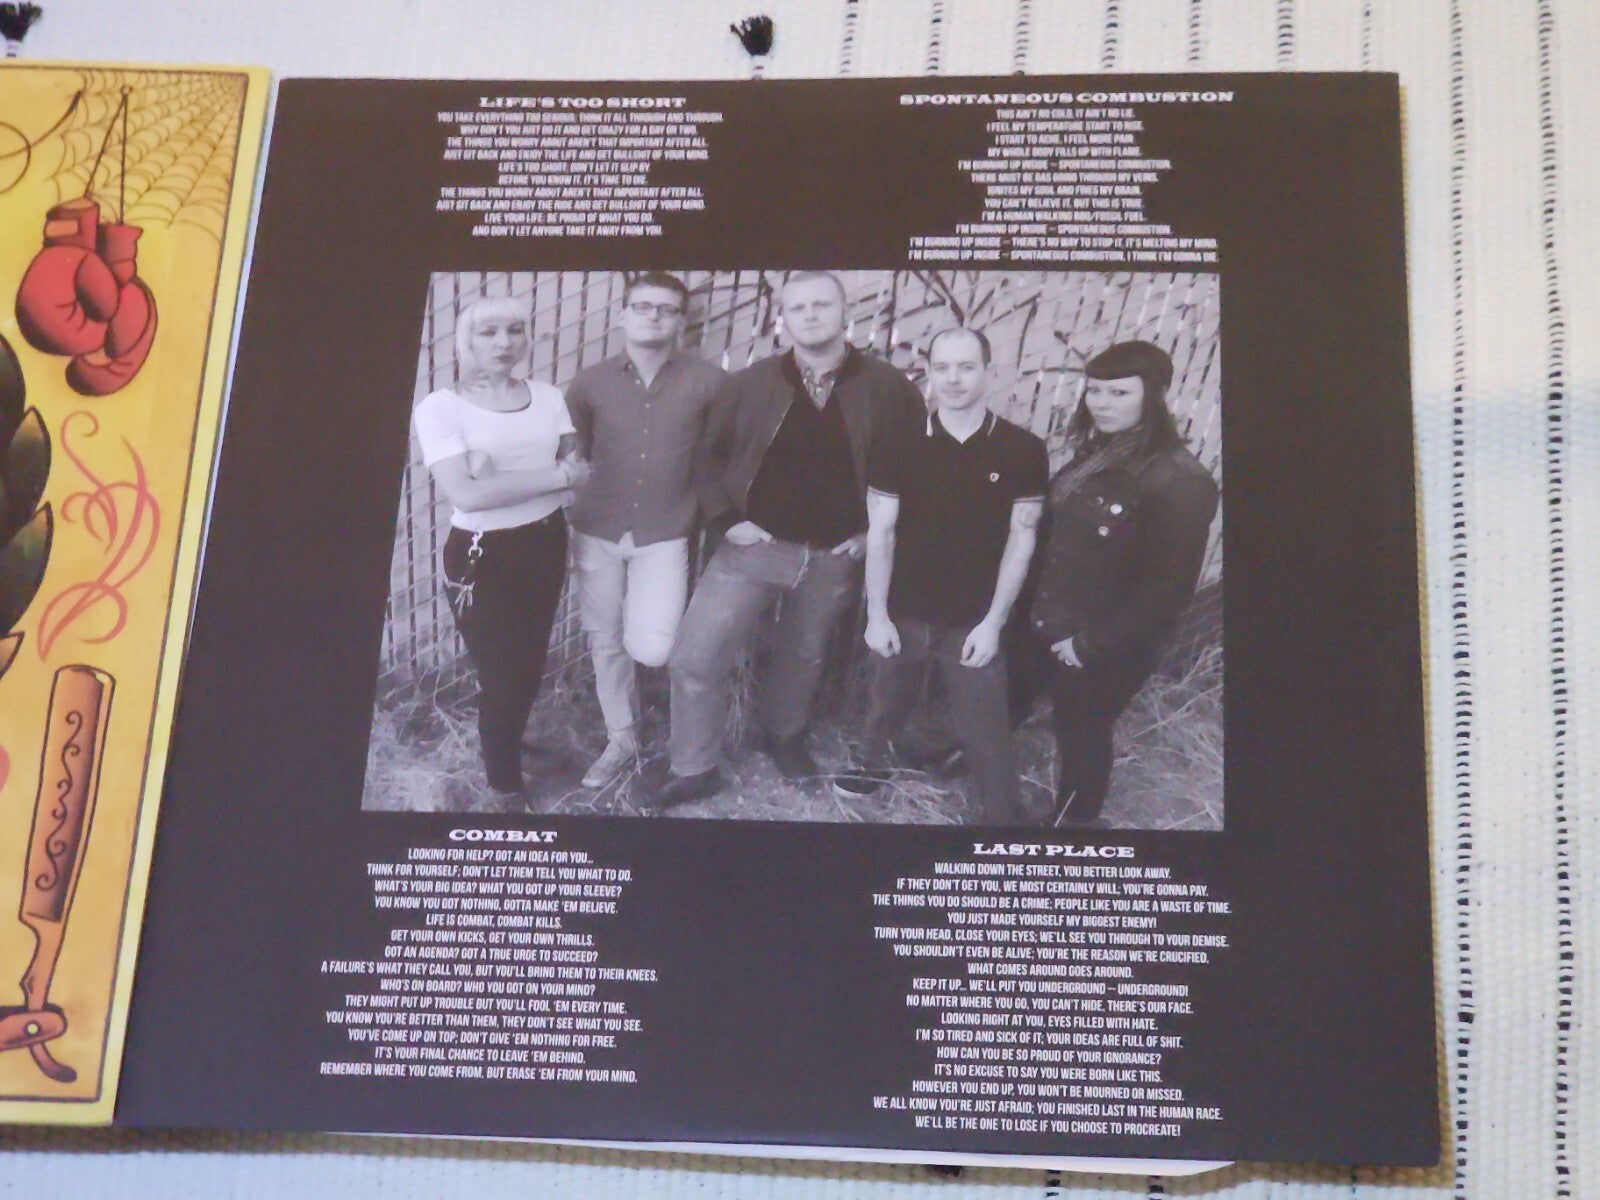 LIFE'S TOO SHORT
YOU TAKE EVERYTHING TOO SERIOUS. THINK IT ALL THROUGH AND THROUGH.
WHY DON'T YOU JUST DO IT AND GET CRAZY FOR A DAY OR TWO.
THE THINGS YOU WORRY ABOUT AREN'T THAT IMPORTANT AFTER ALL.
JUST SIT BACK AND ENJOY THE LIFE AND GET BULLSHIT OF YOUR MIND.
LIFE'S TOO SHORT. DON'T LET IT SLIP BY.
BEFORE YOU KNOW IT, IT'S TIME TO DIE.
THE THINGS YOU WORRY ABOUT AREN'T THAT IMPORTANT AFTER ALL.
JUST SIT BACK AND ENJOY THE RIDE AND GET BULLSHIT OF YOUR MIND.
LIVE YOUR LIFE; BE PROUD OF WHAT YOU DO.
AND DON'T LET ANYONE TAKE IT AWAY FROM YOU.
SPONTANEOUS COMBUSTION
THIS AIN'T NO COLD, IT AIN'T NO LIE.
I FEEL MY TEMPERATURE START TO RISE.
I START TO ACHE, I FEEL MORE PAIN.
MY WHOLE BODY FILLS UP WITH FLAME.
I'M BURNING UP INSIDE – SPONTANEOUS COMBUSTION.
THERE MUST BE GAS GOING THROUGH MY VEINS.
IGNITES MY SOUL AND FRIES MY BRAIN.
YOU CAN'T BELIEVE IT, BUT THIS IS TRUE.
I'M A HUMAN WALKING BBQ/FOSSIL FUEL.
I'M BURNING UP INSIDE – SPONTANEOUS COMBUSTION.
I'M BURNING UP INSIDE – THERE'S NO WAY TO STOP IT, IT'S MELTING MY MIND.
I'M BURNING UP INSIDE – SPONTANEOUS COMBUSTION, I THINK I'M GONNA DIE.
COMBAT
LOOKING FOR HELP? GOT AN IDEA FOR YOU...
THINK FOR YOURSELF; DON'T LET THEM TELL YOU WHAT TO DO.
WHAT'S YOUR BIG IDEA? WHAT YOU GOT UP YOUR SLEEVE?
YOU KNOW YOU GOT NOTHING, GOTTA MAKE 'EM BELIEVE.
LIFE IS COMBAT, COMBAT KILLS.
GET YOUR OWN KICKS, GET YOUR OWN THRILLS.
GOT AN AGENDA? GOT A TRUE URGE TO SUCCEED?
A FAILURE'S WHAT THEY CALL YOU, BUT YOU'LL BRING THEM TO THEIR KNEES.
WHO'S ON BOARD? WHO YOU GOT ON YOUR MIND?
THEY MIGHT PUT UP TROUBLE BUT YOU'LL FOOL 'EM EVERY TIME.
YOU KNOW YOU'RE BETTER THAN THEM, THEY DON'T SEE WHAT YOU SEE.
YOU'VE COME UP ON TOP; DON'T GIVE 'EM NOTHING FOR FREE.
IT'S YOUR FINAL CHANCE TO LEAVE 'EM BEHIND.
REMEMBER WHERE YOU COME FROM, BUT ERASE 'EM FROM YOUR MIND.
LAST PLACE
WALKING DOWN THE STREET, YOU BETTER LOOK AWAY.
IF THEY DON'T GET YOU, WE MOST CERTAINLY WILL; YOU'RE GONNA PAY.
THE THINGS YOU DO SHOULD BE A CRIME; PEOPLE LIKE YOU ARE A WASTE OF TIME.
YOU JUST MADE YOURSELF MY BIGGEST ENEMY!
TURN YOUR HEAD, CLOSE YOUR EYES; WE'LL SEE YOU THROUGH TO YOUR DEMISE.
YOU SHOULDN'T EVEN BE ALIVE; YOU'RE THE REASON WE'RE CRUCIFIED.
WHAT COMES AROUND GOES AROUND.
KEEP IT UP... WE'LL PUT YOU UNDERGROUND – UNDERGROUND!
NO MATTER WHERE YOU GO, YOU CAN'T HIDE, THERE'S OUR FACE.
LOOKING RIGHT AT YOU, EYES FILLED WITH HATE.
I'M SO TIRED AND SICK OF IT; YOUR IDEAS ARE FULL OF SHIT.
HOW CAN YOU BE SO PROUD OF YOUR IGNORANCE?
IT'S NO EXCUSE TO SAY YOU WERE BORN LIKE THIS.
HOWEVER YOU END UP, YOU WON'T BE MOURNED OR MISSED.
WE ALL KNOW YOU'RE JUST AFRAID; YOU FINISHED LAST IN THE HUMAN RACE.
WE'LL BE THE ONE TO LOSE IF YOU CHOOSE TO PROCREATE!